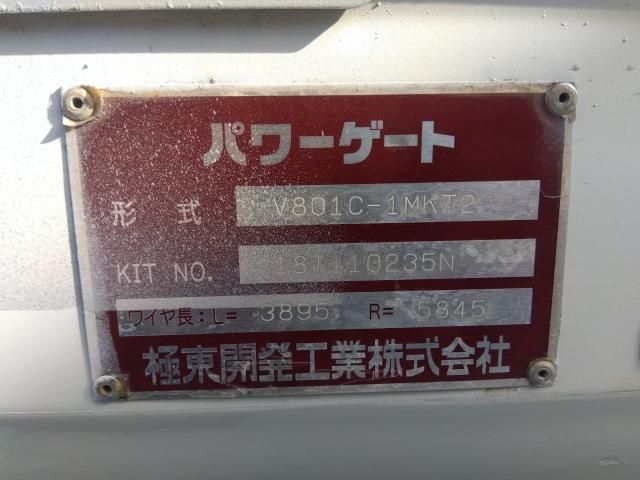 パワーゲート
形式 V801C-1MKT2
KIT NO. 181110235N
ワイヤ長:L= 3895 R= 5845
極東開発工業株式会社